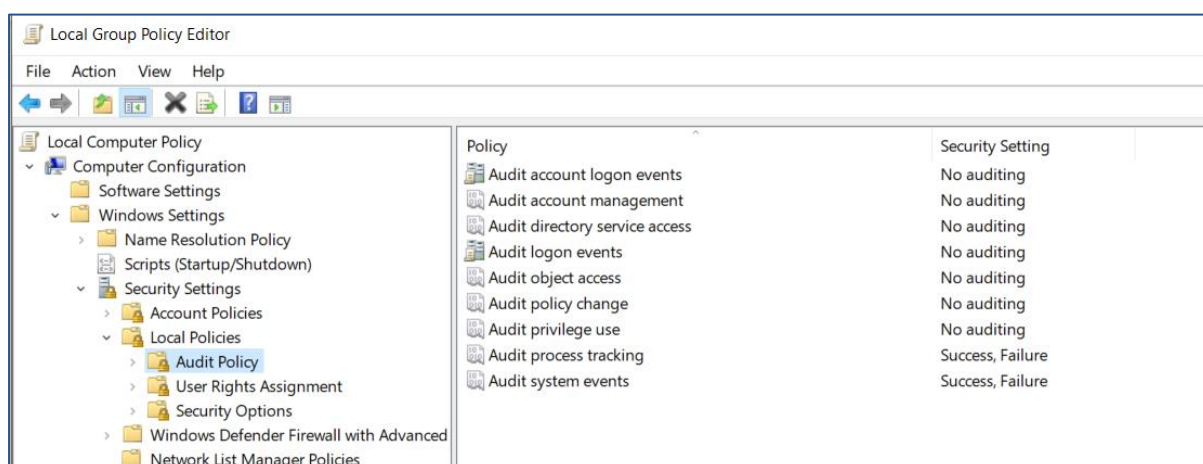 Local Group Policy Editor
File Action View Help
Local Computer Policy
Computer Configuration
Software Settings
Windows Settings
Name Resolution Policy
Scripts (Startup/Shutdown)
Security Settings
Account Policies
Local Policies
Audit Policy
User Rights Assignment
Security Options
Windows Defender Firewall with Advanced
Network List Manager Policies
Policy Security Setting
Audit account logon events No auditing
Audit account management No auditing
Audit directory service access No auditing
Audit logon events No auditing
Audit object access No auditing
Audit policy change No auditing
Audit privilege use No auditing
Audit process tracking Success, Failure
Audit system events Success, Failure